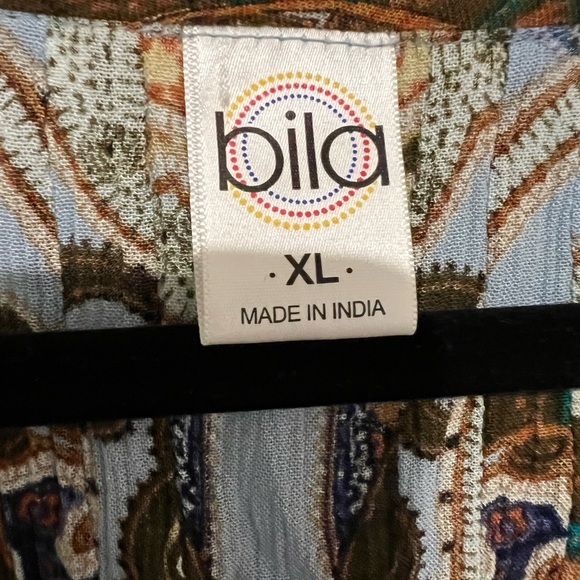 bila
· XL ·
MADE IN INDIA